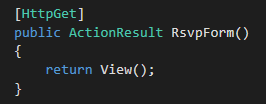 [HttpGet]
public ActionResult RsvpForm()
{
    return View();
}